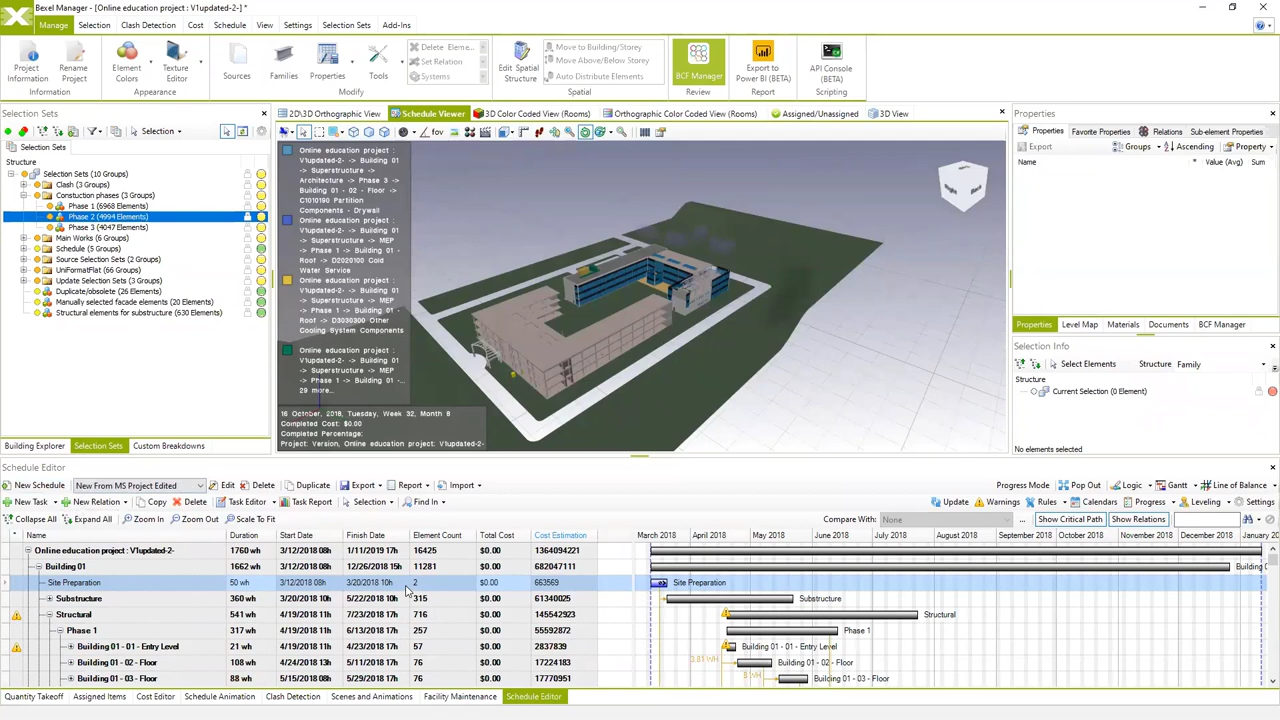 Bexel Manager - [Online education project : V1updated-2-] *
Manage Selection Clash Detection Cost Schedule View Settings Selection Sets Add-Ins
Project Information
Rename Project
Element Colors
Texture Editor
Sources
Families
Properties
Tools
Delete Eleme...
Set Relation
Systems
Edit Spatial Structure
Move to Building/Storey
Move Above/Below Storey
Auto Distribute Elements
BCF Manager
Export to Power BI (BETA)
API Console (BETA)
Information Appearance Modify Spatial Review Report Scripting
Selection Sets
Selection
Selection Sets
Structure
Selection Sets (10 Groups)
Clash (3 Groups)
Constuction phases (3 Groups)
Phase 1 (6968 Elements)
Phase 2 (4994 Elements)
Phase 3 (4047 Elements)
Main Works (6 Groups)
Schedule (5 Groups)
Source Selection Sets (2 Groups)
UniFormatFlat (66 Groups)
Update Selection Sets (3 Groups)
Duplicate/obsolete (26 Elements)
Manually selected facade elements (20 Elements)
Structural elements for substructure (630 Elements)
Building Explorer Selection Sets Custom Breakdowns
2D\3D Orthographic View Schedule Viewer 3D Color Coded View (Rooms) Orthographic Color Coded View (Rooms) Assigned/Unassigned 3D View
fov
Online education project :
V1updated-2- -> Building 01
-> Superstructure ->
Architecture -> Phase 3 ->
Building 01 - 02 - Floor ->
C1010190 Partition
Components - Drywall
Online education project :
V1updated-2- -> Building 01
-> Superstructure -> MEP
-> Phase 1 -> Building 01 -
Roof -> D2020100 Cold
Water Service
Online education project :
V1updated-2- -> Building 01
-> Superstructure -> MEP
-> Phase 1 -> Building 01 -
Roof -> D3030300 Other
Cooling System Components
Online education project :
V1updated-2- -> Building 01
-> Superstructure -> MEP
-> Phase 1 -> Building 01 -...
29 more...
16 October, 2018, Tuesday, Week 32, Month 8
Completed Cost: $0.00
Completed Percentage:
Project: Version, Online education project: V1updated-2-
Properties
Properties Favorite Properties Relations Sub-element Properties
Export Groups Ascending Property
Name * Value (Avg) Sum
Properties Level Map Materials Documents BCF Manager
Selection Info
Select Elements Structure Family
Structure
Current Selection (0 Element)
No elements selected
Schedule Editor
New Schedule New From MS Project Edited Edit Delete Duplicate Export Report Import Progress Mode Pop Out Logic Gantt Line of Balance
New Task New Relation Copy Delete Task Editor Task Report Selection Find In Update Warnings Rules Calendars Progress Leveling Settings
Collapse All Expand All Zoom In Zoom Out Scale To Fit Compare With: None ... Show Critical Path Show Relations
Name Duration Start Date Finish Date Element Count Total Cost Cost Estimation March 2018 April 2018 May 2018 June 2018 July 2018 August 2018 September 2018 October 2018 November 2018 December 2018 January 2
Online education project : V1updated-2- 1760 wh 3/12/2018 08h 1/11/2019 17h 16425 $0.00 1364094221
Building 01 1662 wh 3/12/2018 08h 12/26/2018 15h 11281 $0.00 682047111 Building 0
Site Preparation 50 wh 3/12/2018 08h 3/20/2018 10h 2 $0.00 663569 Site Preparation
Substructure 360 wh 3/20/2018 10h 5/22/2018 10h 315 $0.00 61340025 Substructure
Structural 541 wh 4/19/2018 11h 7/23/2018 17h 716 $0.00 145542923 Structural
Phase 1 317 wh 4/19/2018 11h 6/13/2018 17h 257 $0.00 55592872 Phase 1
Building 01 - 01 - Entry Level 21 wh 4/19/2018 11h 4/23/2018 17h 57 $0.00 2837839 Building 01 - 01 - Entry Level
Building 01 - 02 - Floor 108 wh 4/24/2018 13h 5/11/2018 17h 76 $0.00 17224183 3.81 WH Building 01 - 02 - Floor
Building 01 - 03 - Floor 88 wh 5/15/2018 08h 5/29/2018 17h 76 $0.00 17770951 Building 01 - 03 - Floor
Quantity Takeoff Assigned Items Cost Editor Schedule Animation Clash Detection Scenes and Animations Facility Maintenance Schedule Editor